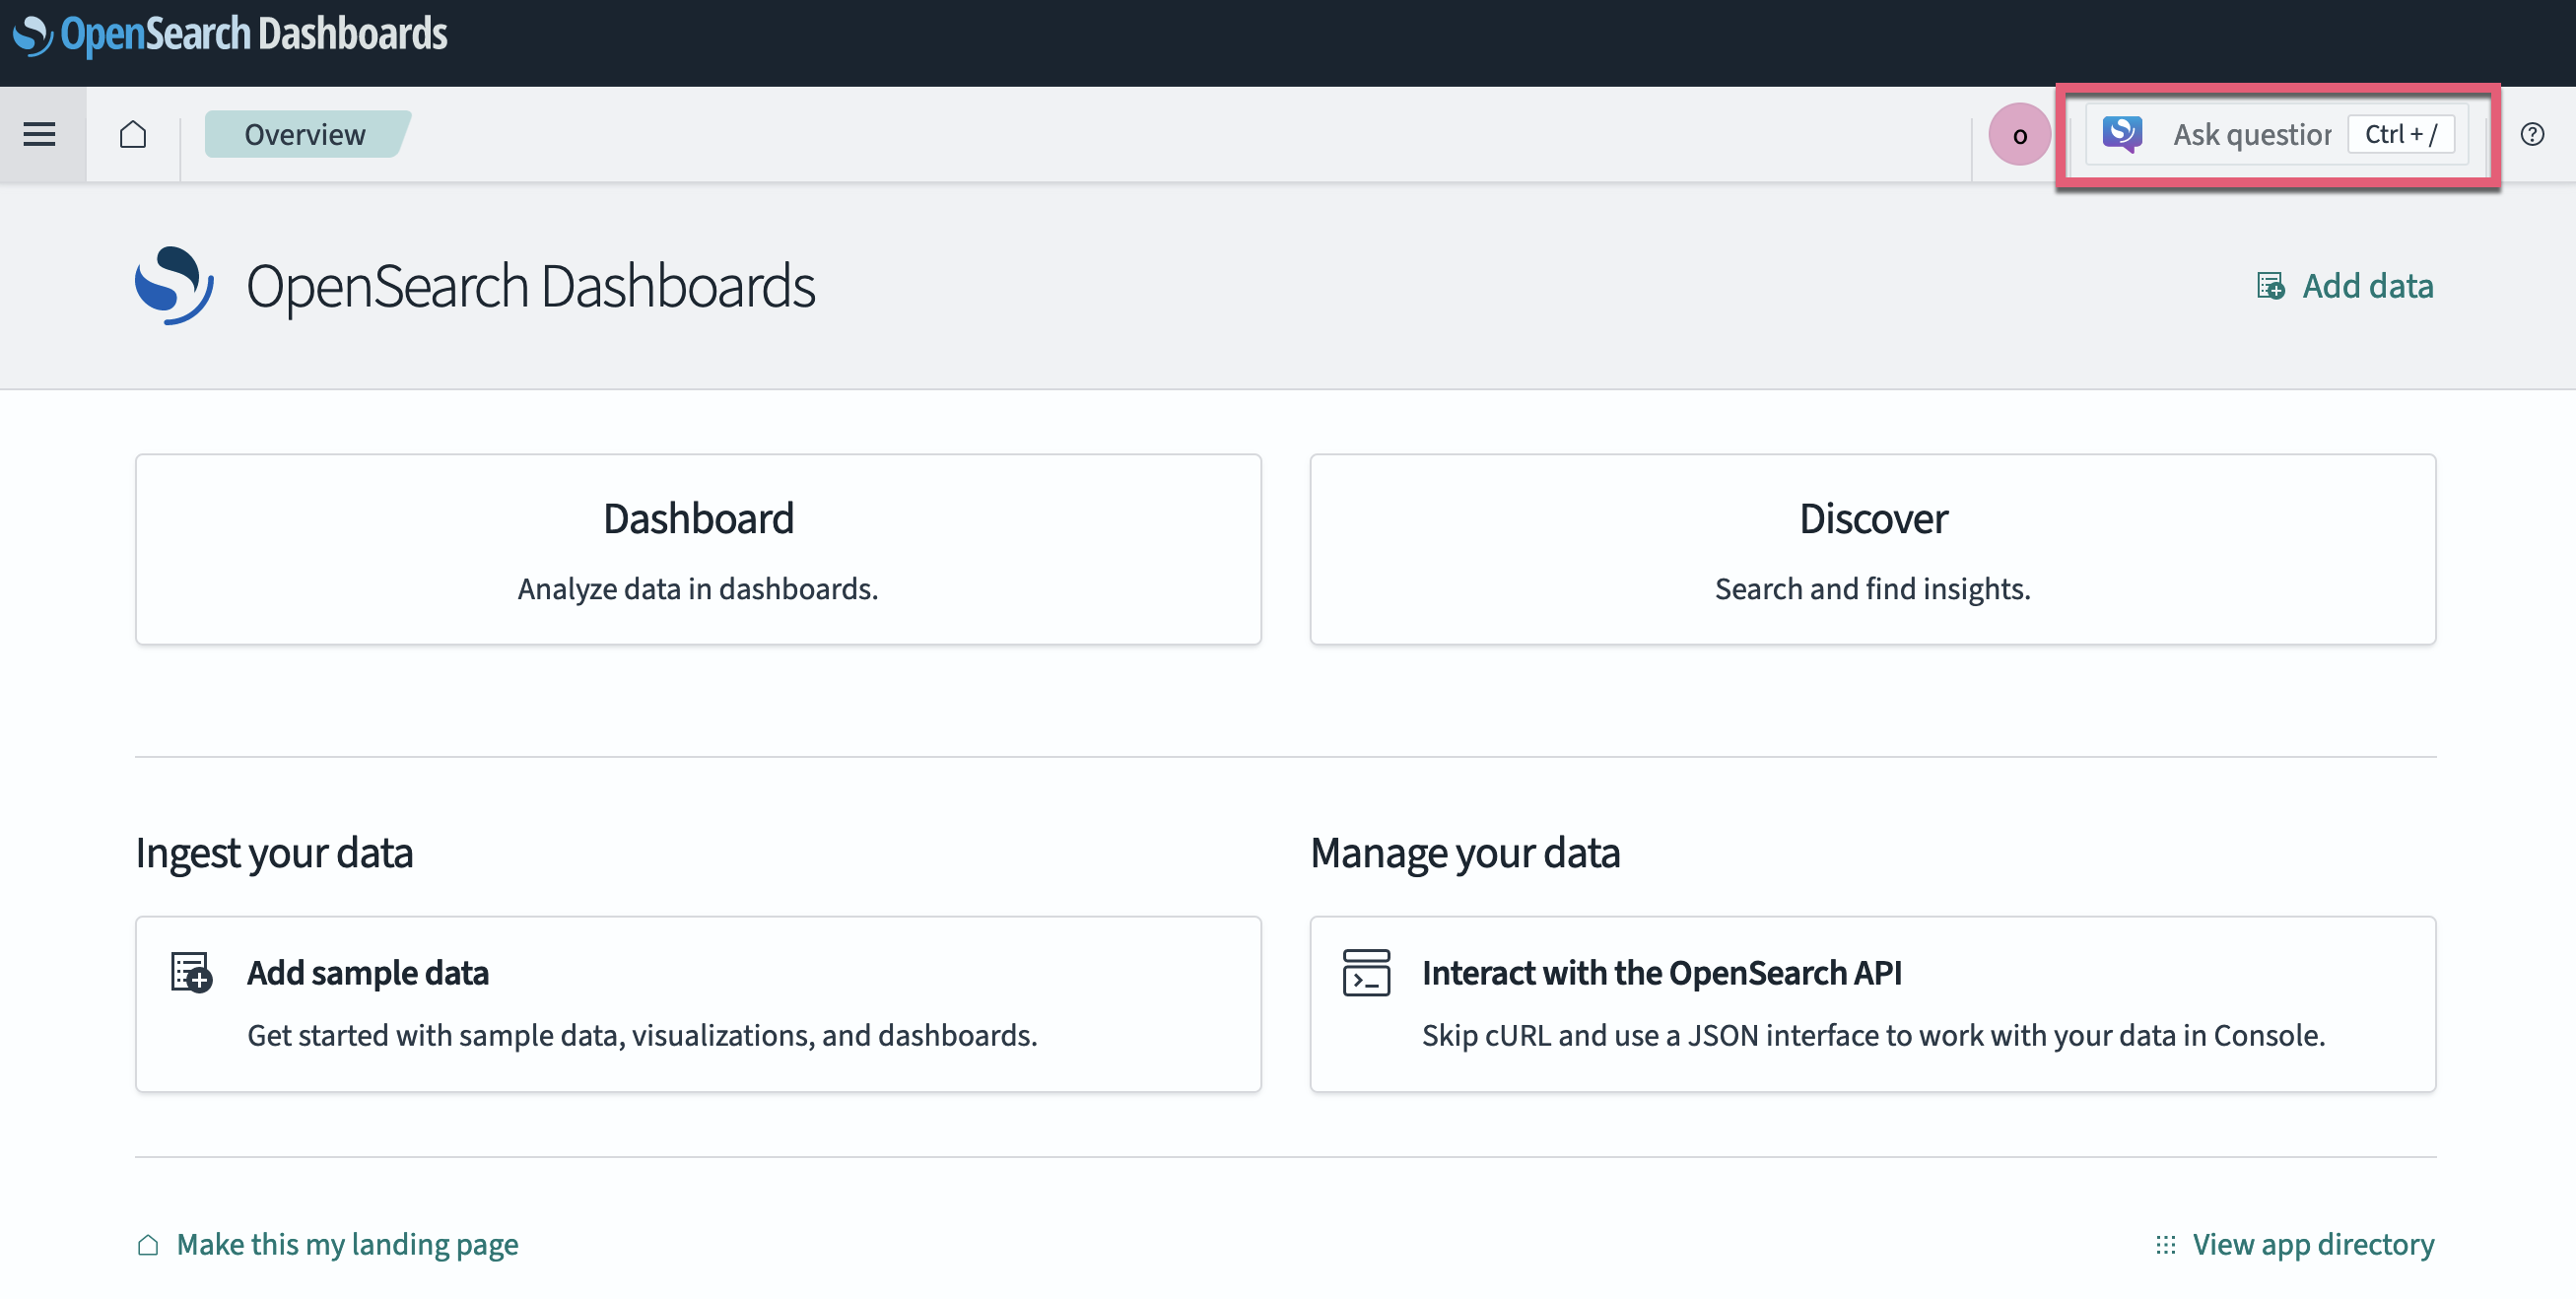 OpenSearch Dashboards
Overview
o
Ask question
Ctrl + /
OpenSearch Dashboards
Add data
Dashboard
Analyze data in dashboards.
Discover
Search and find insights.
Ingest your data
Manage your data
Add sample data
Get started with sample data, visualizations, and dashboards.
Interact with the OpenSearch API
Skip cURL and use a JSON interface to work with your data in Console.
Make this my landing page
View app directory